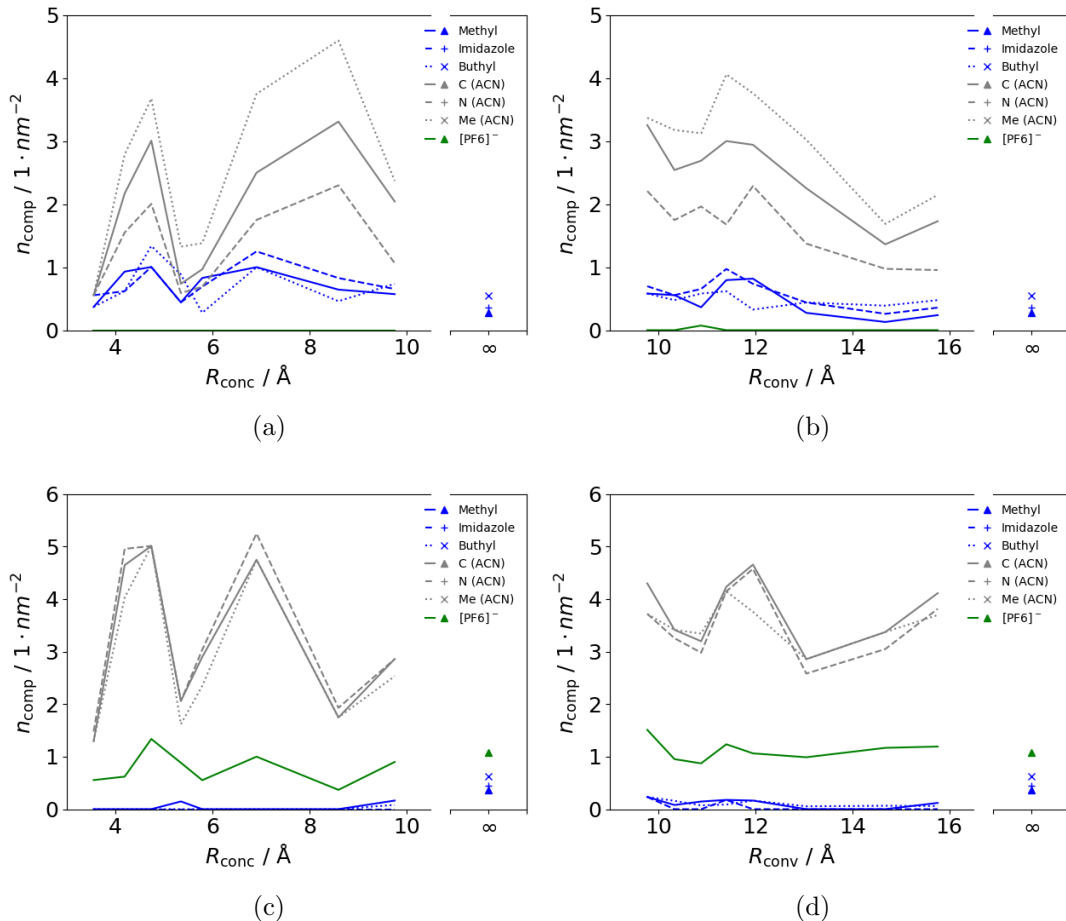 5
4
3
2
1
0
n_comp / 1 · nm^−2
4 6 8 10 ∞
R_conc / Å
Methyl
Imidazole
Buthyl
C (ACN)
N (ACN)
Me (ACN)
[PF6]^−
(a)
5
4
3
2
1
0
n_comp / 1 · nm^−2
10 12 14 16 ∞
R_conv / Å
Methyl
Imidazole
Buthyl
C (ACN)
N (ACN)
Me (ACN)
[PF6]^−
(b)
6
5
4
3
2
1
0
n_comp / 1 · nm^−2
4 6 8 10 ∞
R_conc / Å
Methyl
Imidazole
Buthyl
C (ACN)
N (ACN)
Me (ACN)
[PF6]^−
(c)
6
5
4
3
2
1
0
n_comp / 1 · nm^−2
10 12 14 16 ∞
R_conv / Å
Methyl
Imidazole
Buthyl
C (ACN)
N (ACN)
Me (ACN)
[PF6]^−
(d)